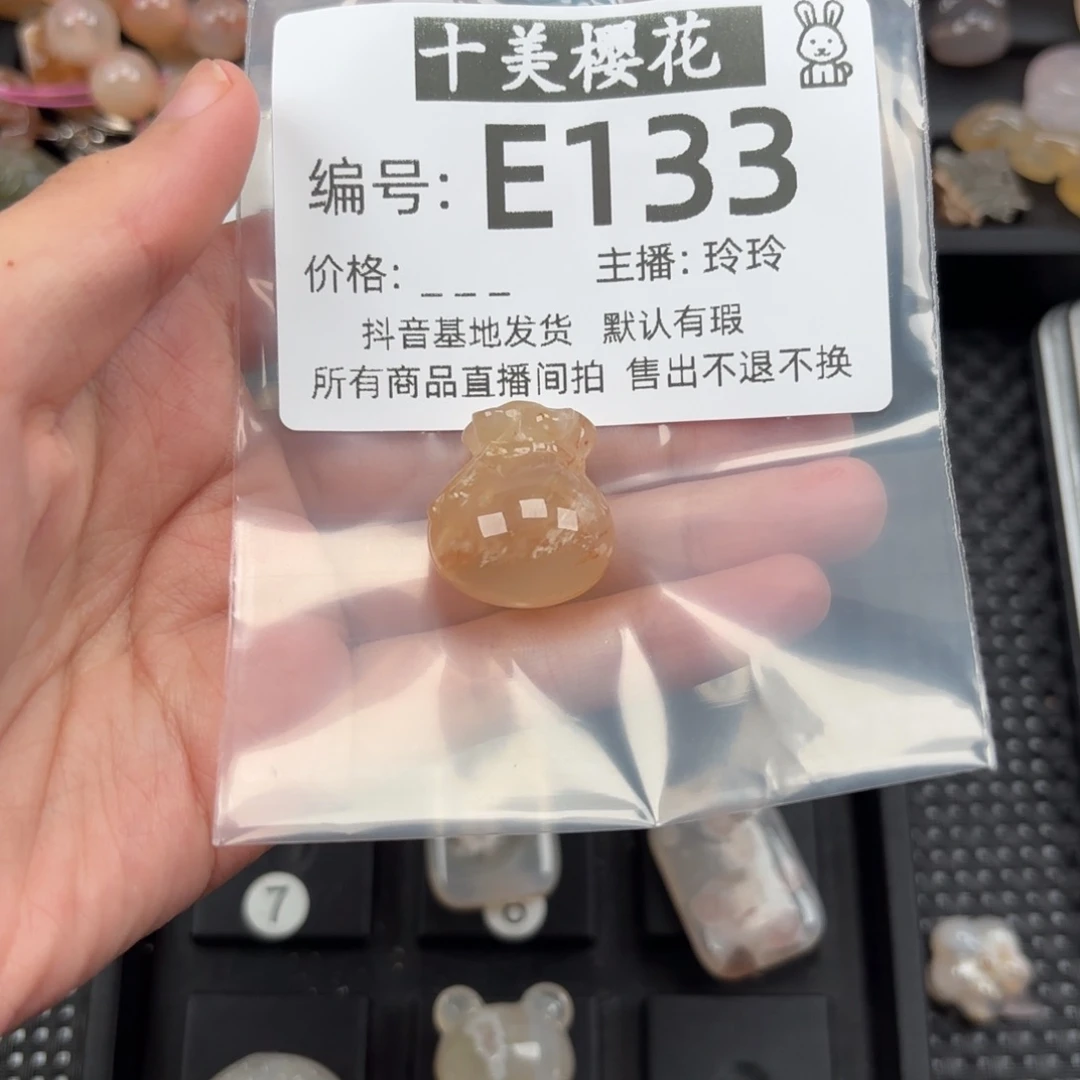 十美樱花
编号: E133
价格: _ _ _ 主播: 玲玲
抖音基地发货 默认有瑕
所有商品直播间拍 售出不退不换
7